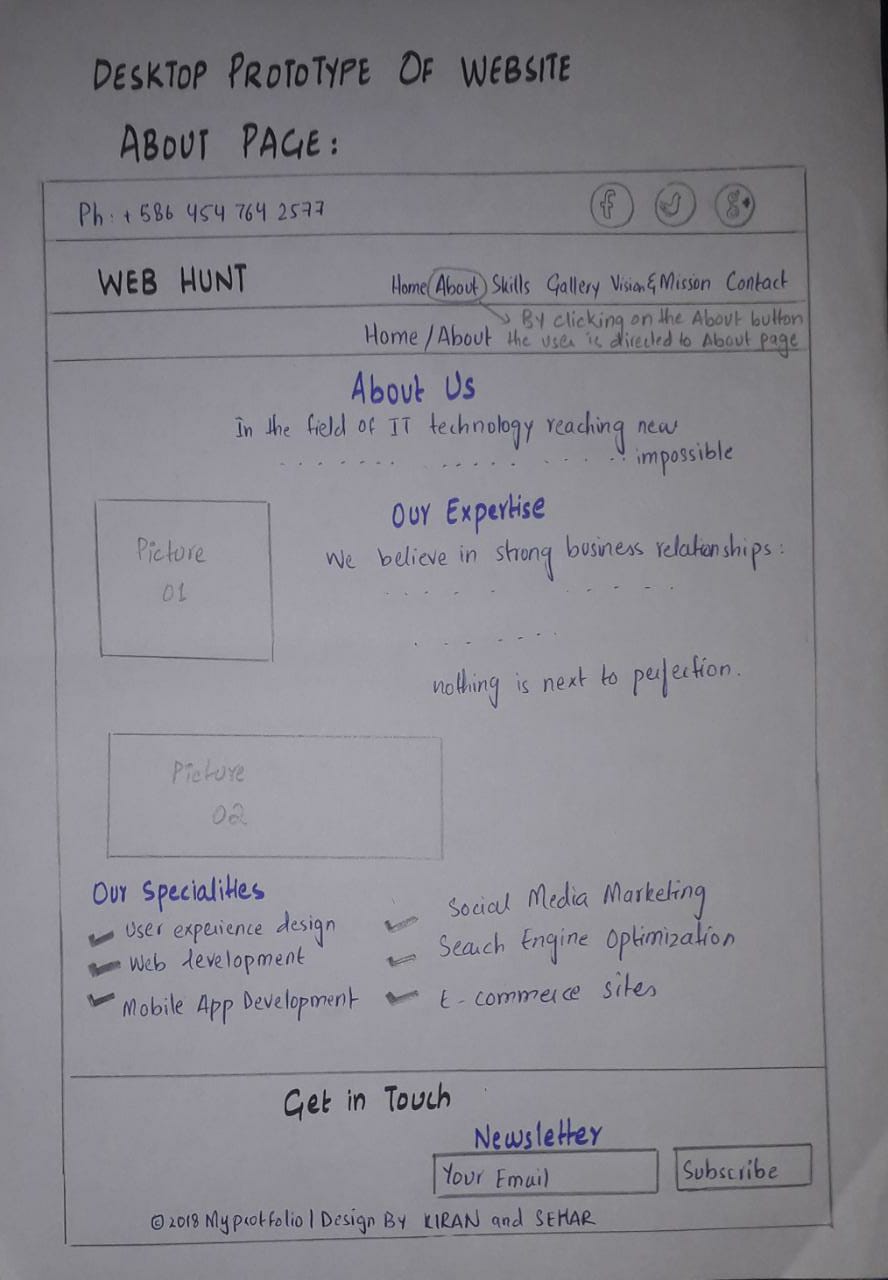 DESKTOP PROTOTYPE OF WEBSITE
ABOUT PAGE:
Ph: + 586 454 764 2577
f g+
WEB HUNT
Home About Skills Gallery Vision & Misson Contact
By clicking on the About button
the user is directed to About page
Home / About
About Us
In the field of IT technology reaching new
. . . . . . . . . . . . . . . . . impossible
Our Expertise
We believe in strong business relationships:
. . . . . . . . .
. . . . . . .
nothing is next to perfection.
Picture
01
Picture
02
Our Specialities
User experience design
Web development
Mobile App Development
Social Media Marketing
Search Engine Optimization
E-commerce sites
Get in Touch
Newsletter
Your Email
Subscribe
©2018 Myprotfolio | Design By KIRAN and SEHAR